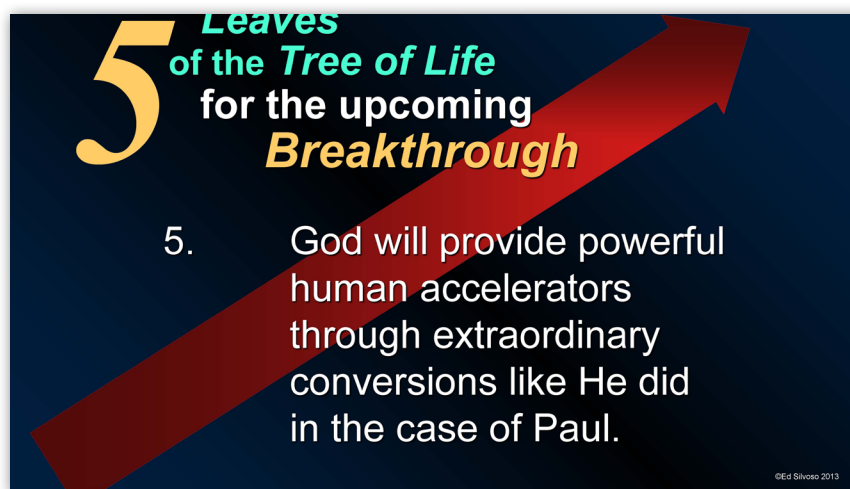 5
Leaves
of the Tree of Life
for the upcoming
Breakthrough
5. God will provide powerful
human accelerators
through extraordinary
conversions like He did
in the case of Paul.
©Ed Silvoso 2013